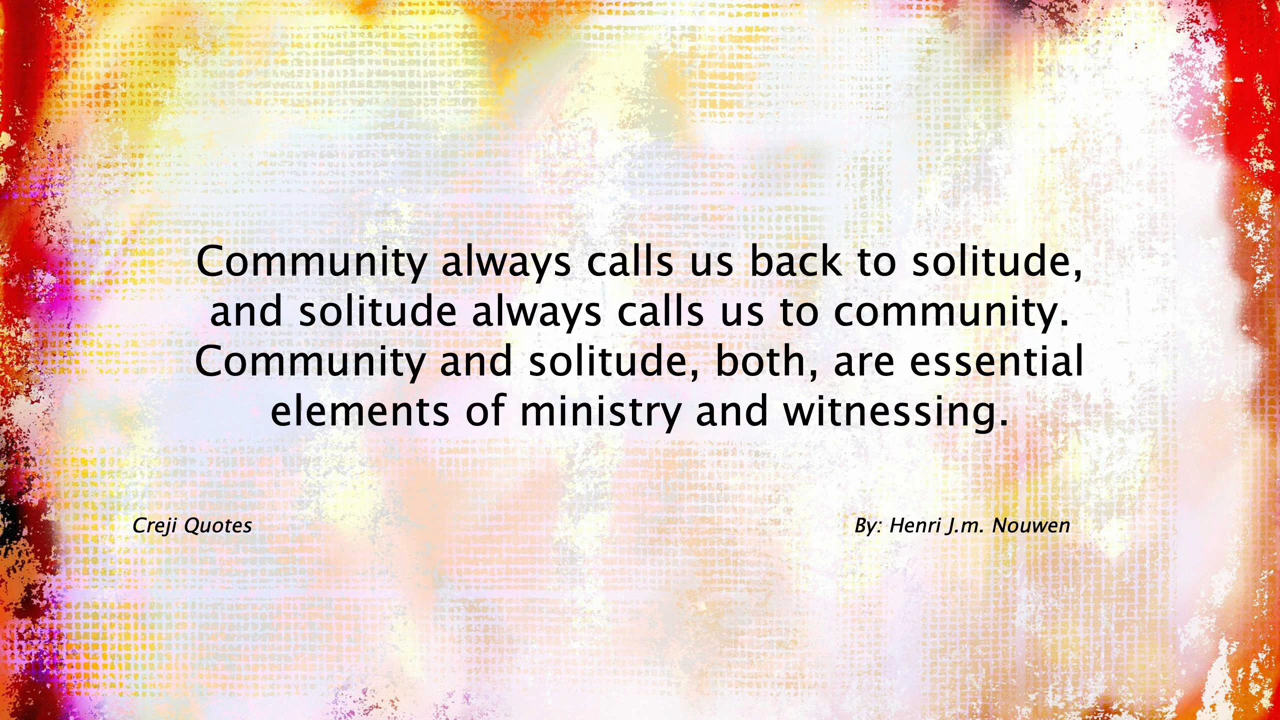 Community always calls us back to solitude,
and solitude always calls us to community.
Community and solitude, both, are essential
elements of ministry and witnessing.
Creji Quotes
By: Henri J.m. Nouwen